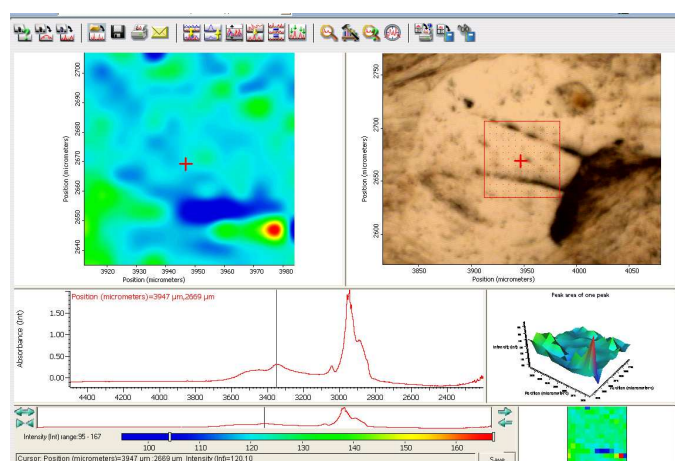 2700
2690
2680
2670
2660
2650
2640
Position (micrometers)
3920 3930 3940 3950 3960 3970 3980
Position (micrometers)
2750
2700
2650
2600
Position (micrometers)
3850 3900 3950 4000 4050
Position (micrometers)
Position (micrometers)=3947 µm,2669 µm
Absorbance (Int)
1.50
1.00
0.50
0.00
4400 4200 4000 3800 3600 3400 3200 3000 2800 2600 2400
Peak area of one peak
Position (micrometers)
Position (micrometers)
Intensity (Int) range:95 - 167
100 110 120 130 140 150 160
Cursor: Position (micrometers)=3947 µm ;2669 µm Intensity (Int)=120.10
Save